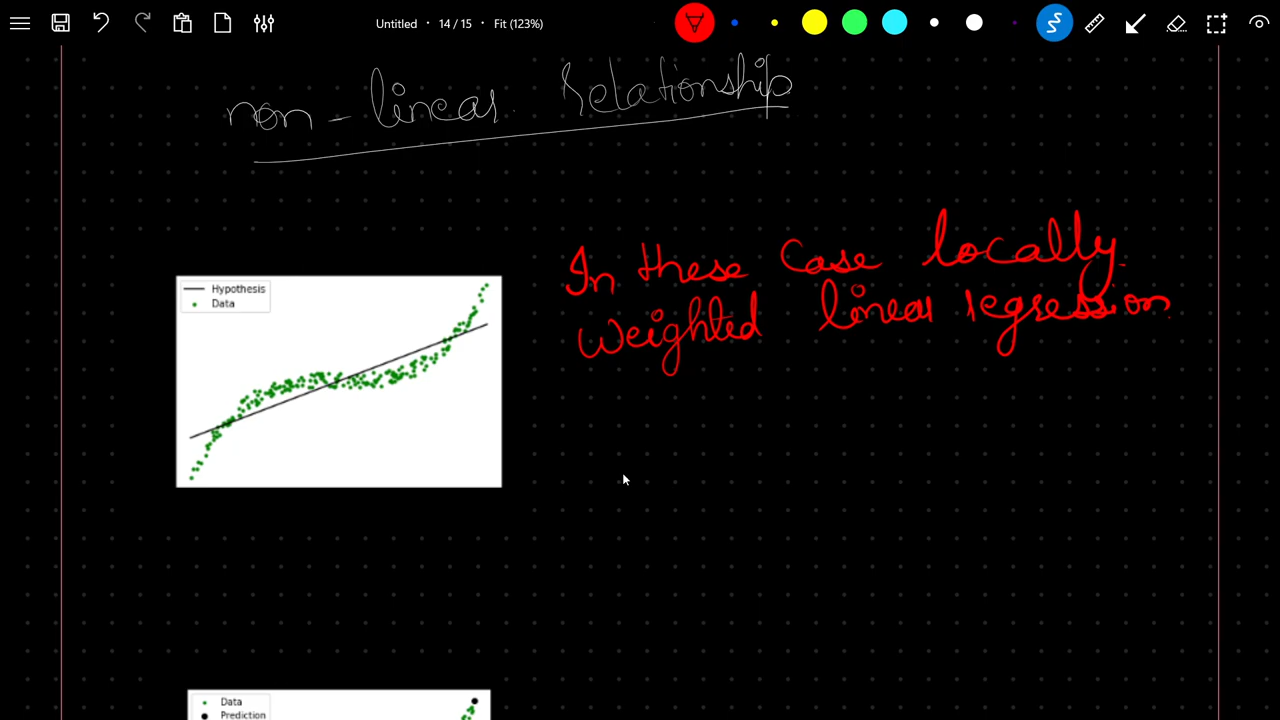 Untitled • 14 / 15 • Fit (123%)
non - linear Relationship
In these Case locally
Weighted linear regression
Hypothesis
Data
Data
Prediction